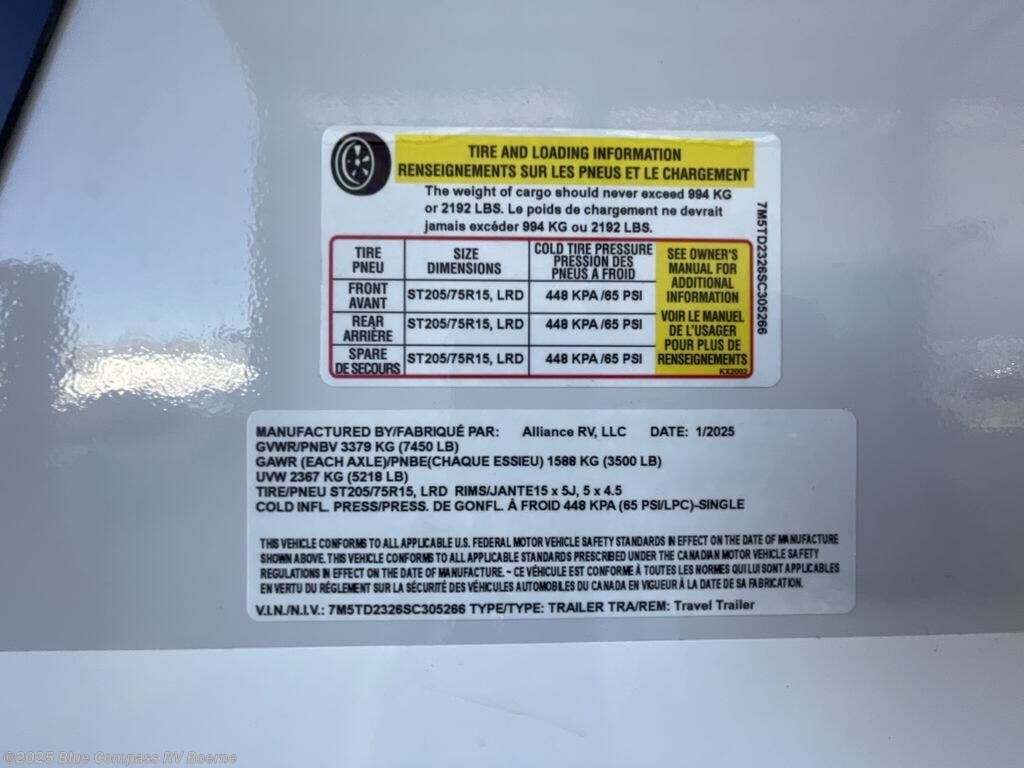 TIRE AND LOADING INFORMATION
RENSEIGNEMENTS SUR LES PNEUS ET LE CHARGEMENT
The weight of cargo should never exceed 994 KG
or 2192 LBS. Le poids de chargement ne devrait
jamais excéder 994 KG ou 2192 LBS.
TIRE PNEU SIZE DIMENSIONS COLD TIRE PRESSURE PRESSION DES PNEUS A FROID
FRONT AVANT ST205/75R15, LRD 448 KPA /65 PSI
REAR ARRIÈRE ST205/75R15, LRD 448 KPA /65 PSI
SPARE DE SECOURS ST205/75R15, LRD 448 KPA /65 PSI
SEE OWNER'S
MANUAL FOR
ADDITIONAL
INFORMATION
VOIR LE MANUEL
DE L'USAGER
POUR PLUS DE
RENSEIGNEMENTS
KX2002
7M5TD2326SC305266
MANUFACTURED BY/FABRIQUÉ PAR: Alliance RV, LLC DATE: 1/2025
GVWR/PNBV 3379 KG (7450 LB)
GAWR (EACH AXLE)/PNBE(CHAQUE ESSIEU) 1588 KG (3500 LB)
UVW 2367 KG (5218 LB)
TIRE/PNEU ST205/75R15, LRD RIMS/JANTE15 x 5J, 5 x 4.5
COLD INFL. PRESS/PRESS. DE GONFL. À FROID 448 KPA (65 PSI/LPC)-SINGLE
THIS VEHICLE CONFORMS TO ALL APPLICABLE U.S. FEDERAL MOTOR VEHICLE SAFETY STANDARDS IN EFFECT ON THE DATE OF MANUFACTURE
SHOWN ABOVE. THIS VEHICLE CONFORMS TO ALL APPLICABLE STANDARDS PRESCRIBED UNDER THE CANADIAN MOTOR VEHICLE SAFETY
REGULATIONS IN EFFECT ON THE DATE OF MANUFACTURE. - CE VÉHICULE EST CONFORME À TOUTES LES NORMES QUI LUI SONT APPLICABLES
EN VERTU DU RÉGLEMENT SUR LA SÉCURITÉ DES VÉHICULES AUTOMOBILES DU CANADA EN VIGUEUR À LA DATE DE SA FABRICATION.
V.I.N./N.I.V.: 7M5TD2326SC305266 TYPE/TYPE: TRAILER TRA/REM: Travel Trailer
©2025 Blue Compass RV Boerne